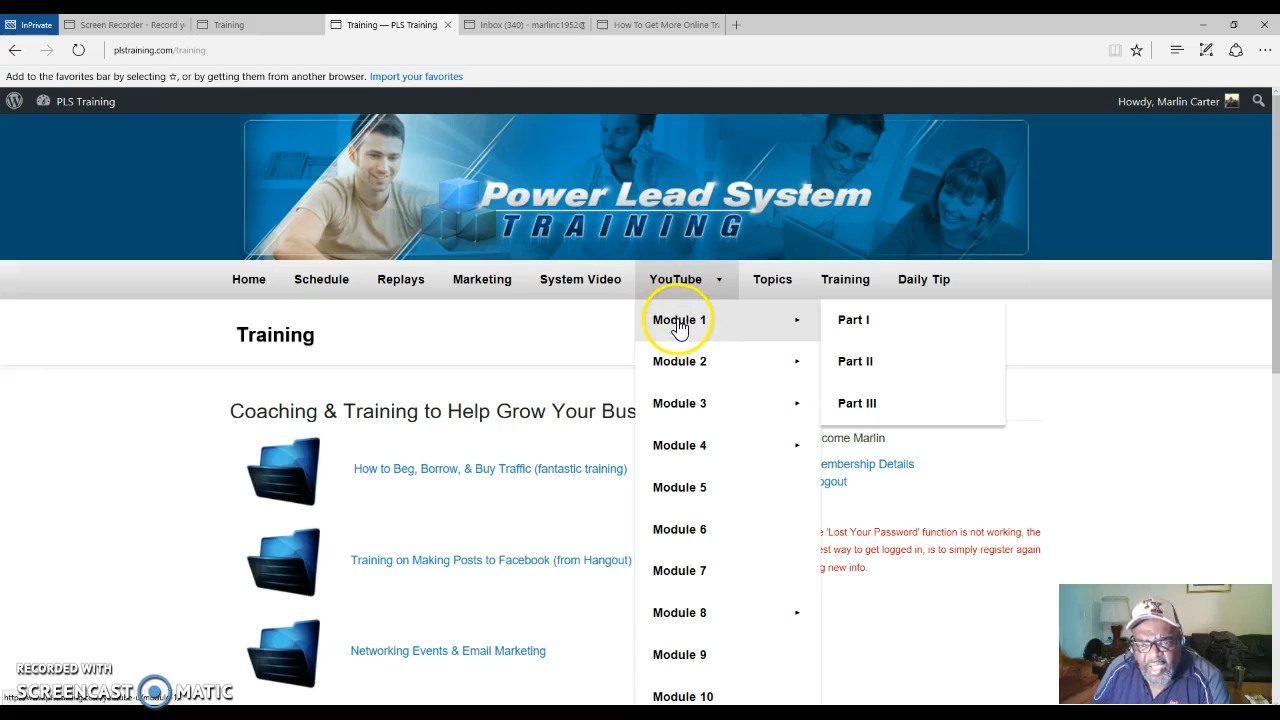 InPrivate
Screen Recorder - Record y
Training
Training — PLS Training
Inbox (340) - marlinc1952@
How To Get More Online Tr
plstraining.com/training
Add to the favorites bar by selecting ☆, or by getting them from another browser. Import your favorites
PLS Training
Howdy, Marlin Carter
Power Lead System
TRAINING
Home
Schedule
Replays
Marketing
System Video
YouTube
Topics
Training
Daily Tip
Training
Module 1
Part I
Module 2
Part II
Module 3
Part III
Coaching & Training to Help Grow Your Bus
come Marlin
Module 4
How to Beg, Borrow, & Buy Traffic (fantastic training)
embership Details
ogout
Module 5
Module 6
'Lost Your Password' function is not working, the
est way to get logged in, is to simply register again
g new info.
Training on Making Posts to Facebook (from Hangout)
Module 7
Module 8
Networking Events & Email Marketing
Module 9
Module 10
RECORDED WITH
SCREENCAST MATIC